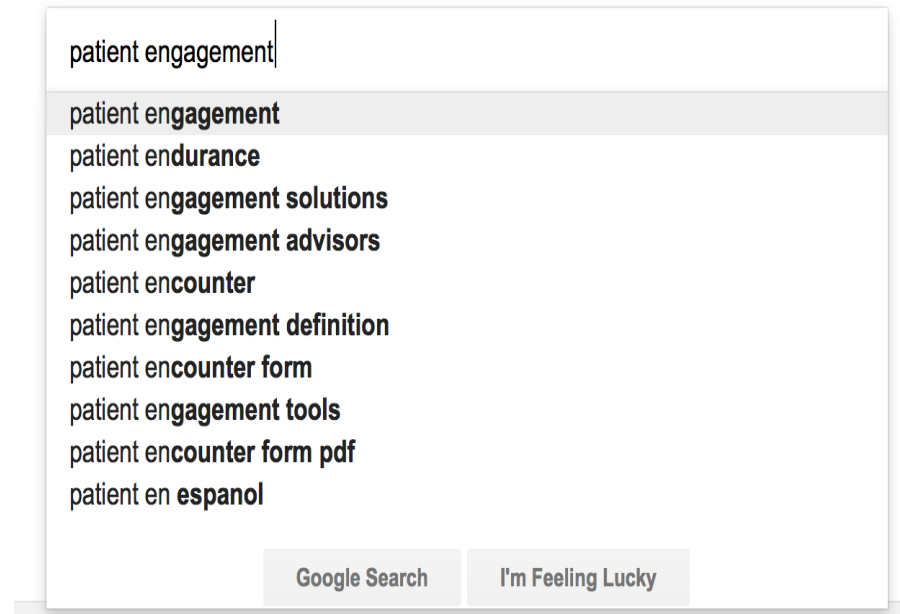 patient engagement
patient engagement
patient endurance
patient engagement solutions
patient engagement advisors
patient encounter
patient engagement definition
patient encounter form
patient engagement tools
patient encounter form pdf
patient en espanol
Google Search I'm Feeling Lucky